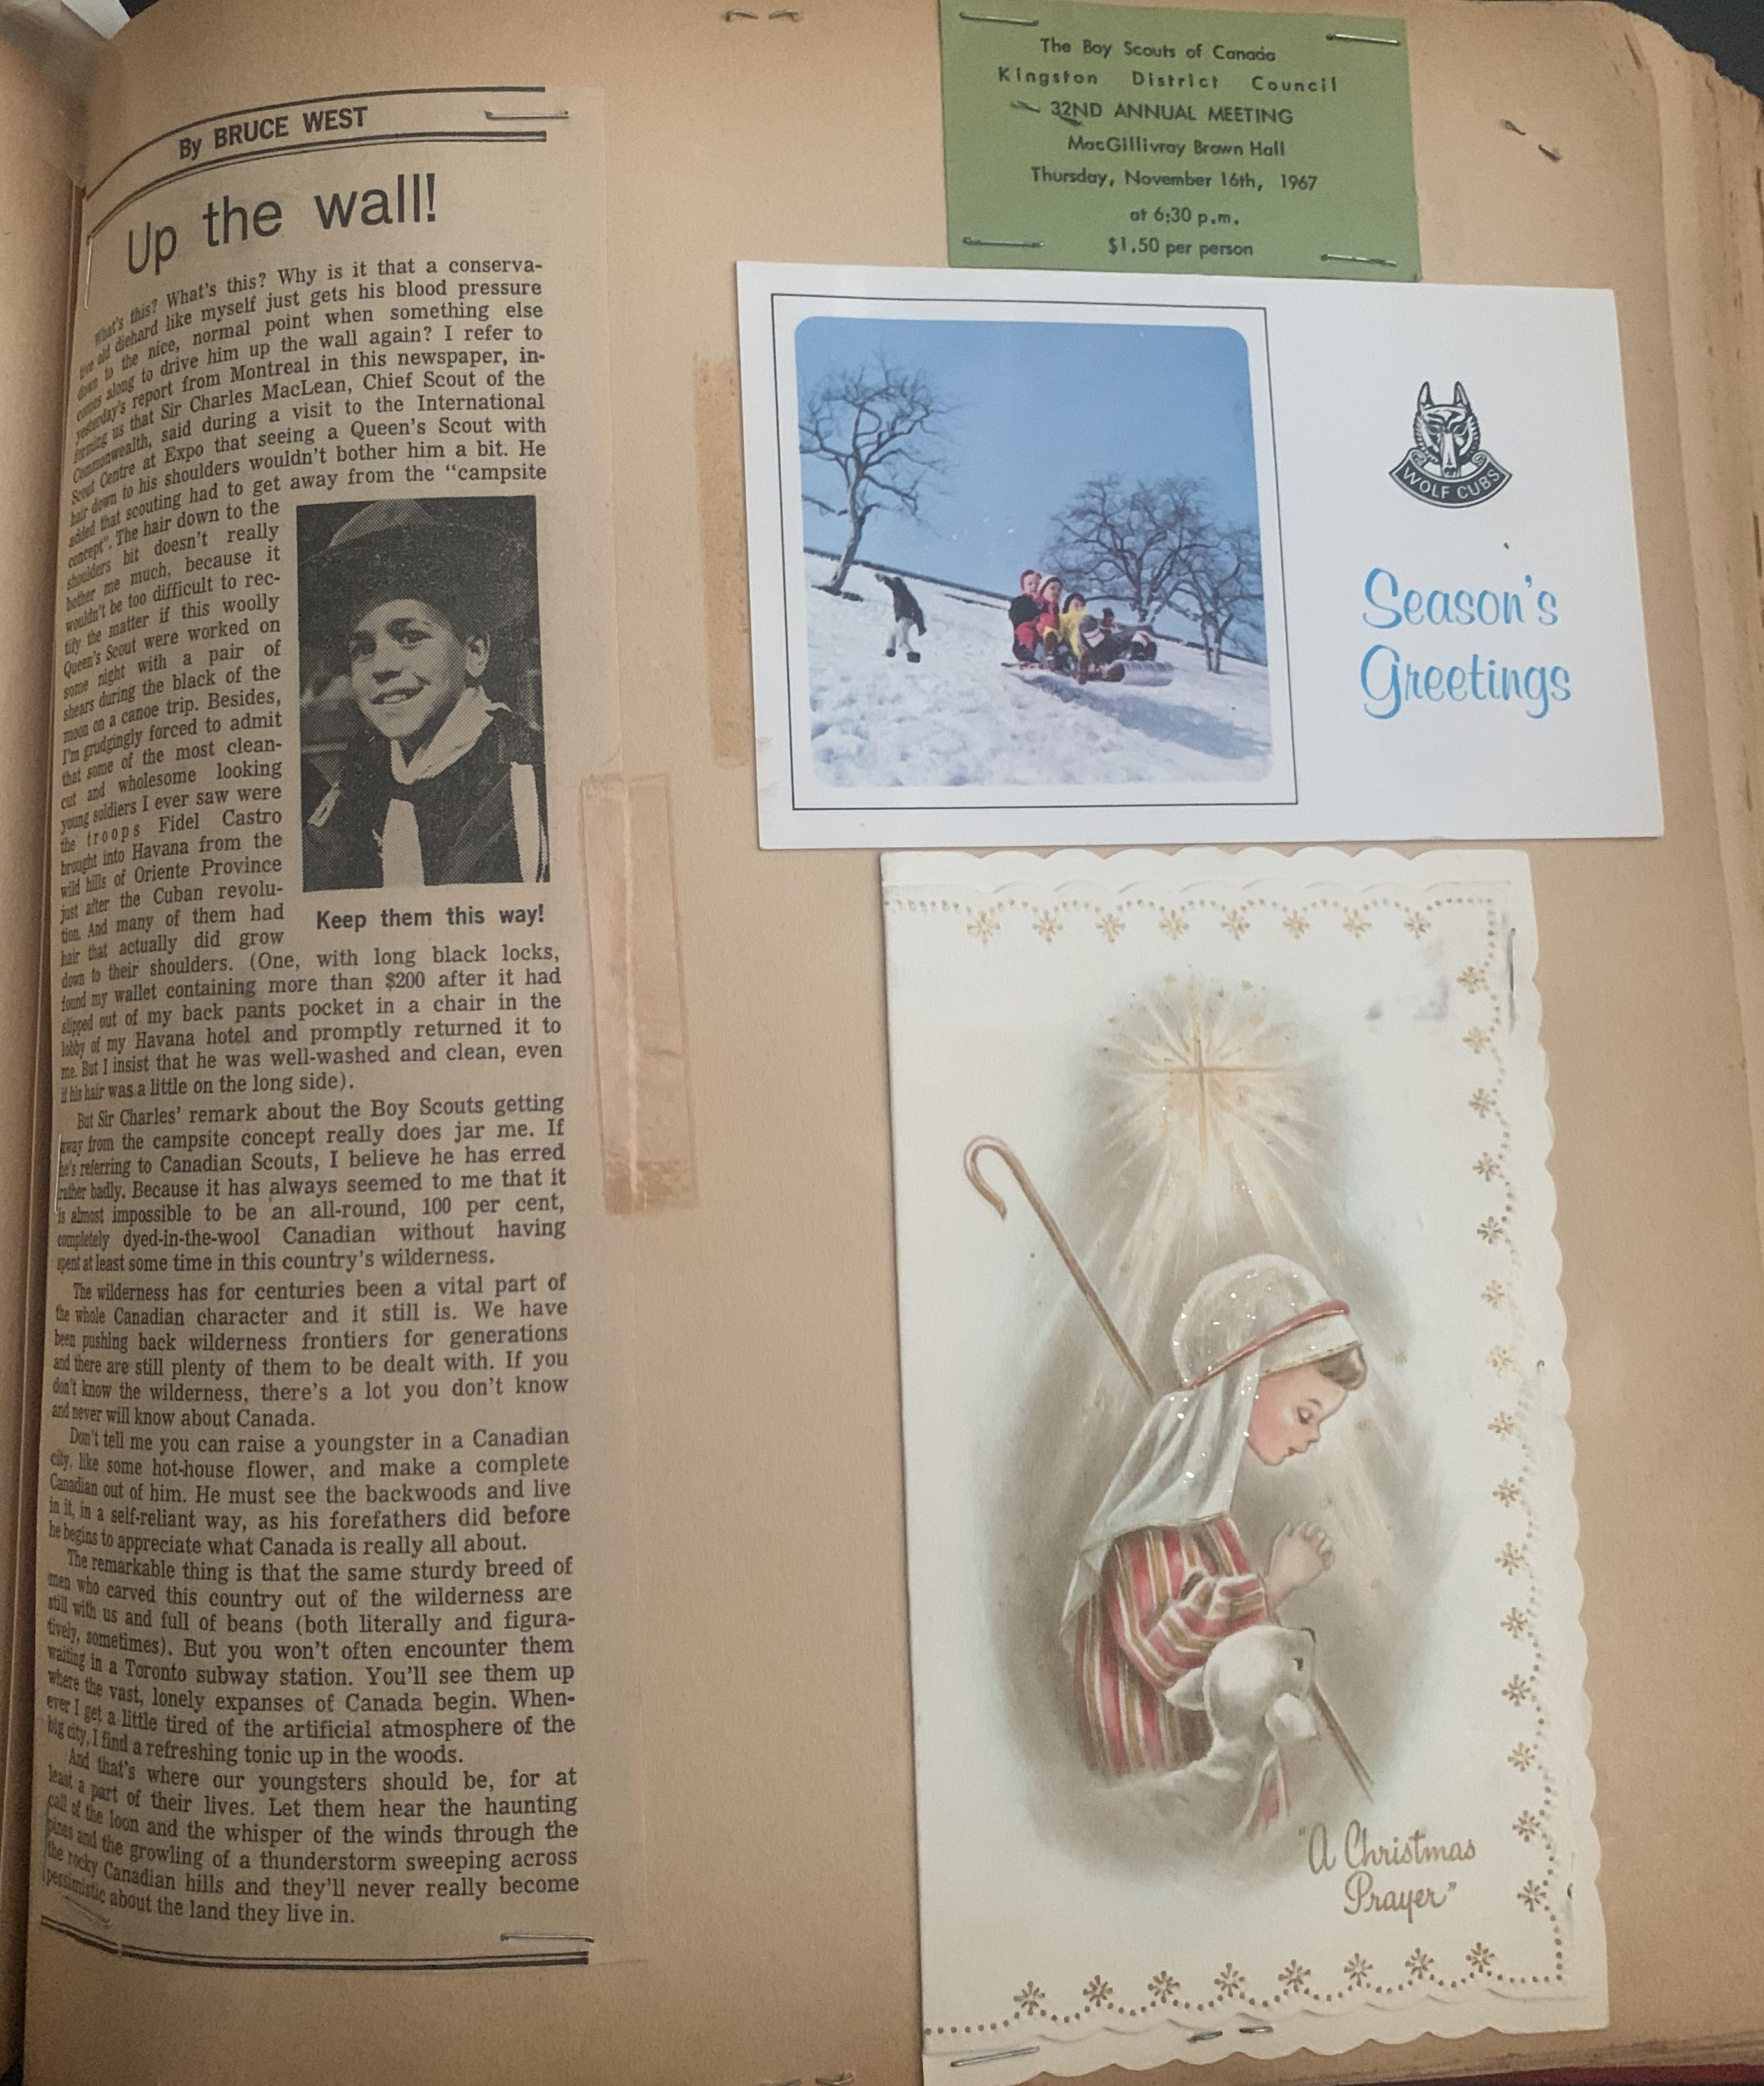 By BRUCE WEST
Up the wall!
What's this? What's this? Why is it that a conserva-
tive old diehard like myself just gets his blood pressure
down to the nice, normal point when something else
comes along to drive him up the wall again? I refer to
yesterday's report from Montreal in this newspaper, in-
forming us that Sir Charles MacLean, Chief Scout of the
Commonwealth, said during a visit to the International
Scout Centre at Expo that seeing a Queen's Scout with
hair down to his shoulders wouldn't bother him a bit. He
added that scouting had to get away from the "campsite
concept". The hair down to the
shoulders bit doesn't really
bother me much, because it
wouldn't be too difficult to rec-
tify the matter if this woolly
Queen's Scout were worked on
some night with a pair of
shears during the black of the
moon on a canoe trip. Besides,
I'm grudgingly forced to admit
that some of the most clean-
cut and wholesome looking
young soldiers I ever saw were
the troops Fidel Castro
brought into Havana from the
wild hills of Oriente Province
just after the Cuban revolu-
tion. And many of them had
hair that actually did grow
Keep them this way!
down to their shoulders. (One, with long black locks,
found my wallet containing more than $200 after it had
slipped out of my back pants pocket in a chair in the
lobby of my Havana hotel and promptly returned it to
me. But I insist that he was well-washed and clean, even
if his hair was a little on the long side).
But Sir Charles' remark about the Boy Scouts getting
away from the campsite concept really does jar me. If
he's referring to Canadian Scouts, I believe he has erred
rather badly. Because it has always seemed to me that it
is almost impossible to be an all-round, 100 per cent,
completely dyed-in-the-wool Canadian without having
spent at least some time in this country's wilderness.
The wilderness has for centuries been a vital part of
the whole Canadian character and it still is. We have
been pushing back wilderness frontiers for generations
and there are still plenty of them to be dealt with. If you
don't know the wilderness, there's a lot you don't know
and never will know about Canada.
Don't tell me you can raise a youngster in a Canadian
city, like some hot-house flower, and make a complete
Canadian out of him. He must see the backwoods and live
in it, in a self-reliant way, as his forefathers did before
he begins to appreciate what Canada is really all about.
The remarkable thing is that the same sturdy breed of
men who carved this country out of the wilderness are
still with us and full of beans (both literally and figura-
tively, sometimes). But you won't often encounter them
waiting in a Toronto subway station. You'll see them up
where the vast, lonely expanses of Canada begin. When-
ever I get a little tired of the artificial atmosphere of the
big city, I find a refreshing tonic up in the woods.
And that's where our youngsters should be, for at
least a part of their lives. Let them hear the haunting
call of the loon and the whisper of the winds through the
pines and the growling of a thunderstorm sweeping across
the rocky Canadian hills and they'll never really become
pessimistic about the land they live in.
The Boy Scouts of Canada
Kingston District Council
32ND ANNUAL MEETING
MacGillivray Brown Hall
Thursday, November 16th, 1967
at 6:30 p.m.
$1.50 per person
WOLF CUBS
Season's
Greetings
"A Christmas
Prayer"